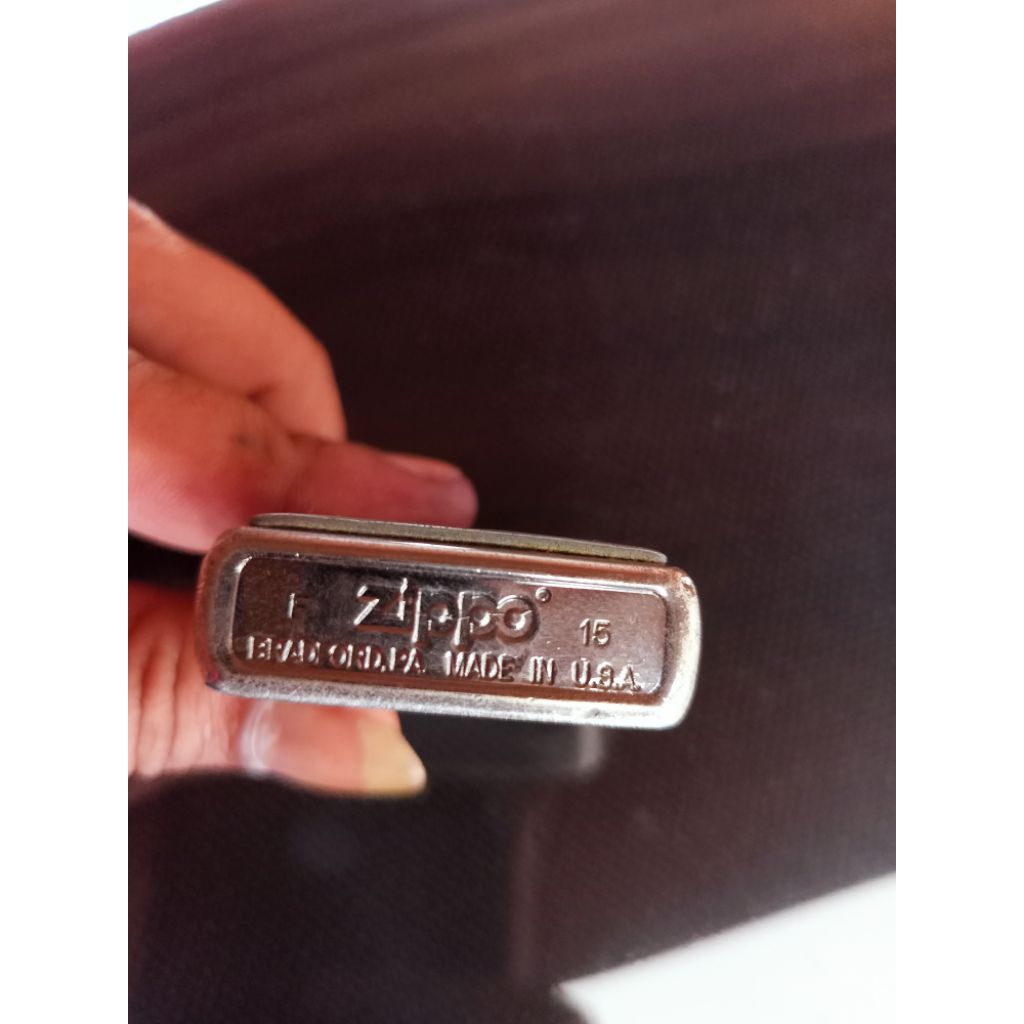 F zippo® 15
BRADFORD, PA. MADE IN U.S.A.